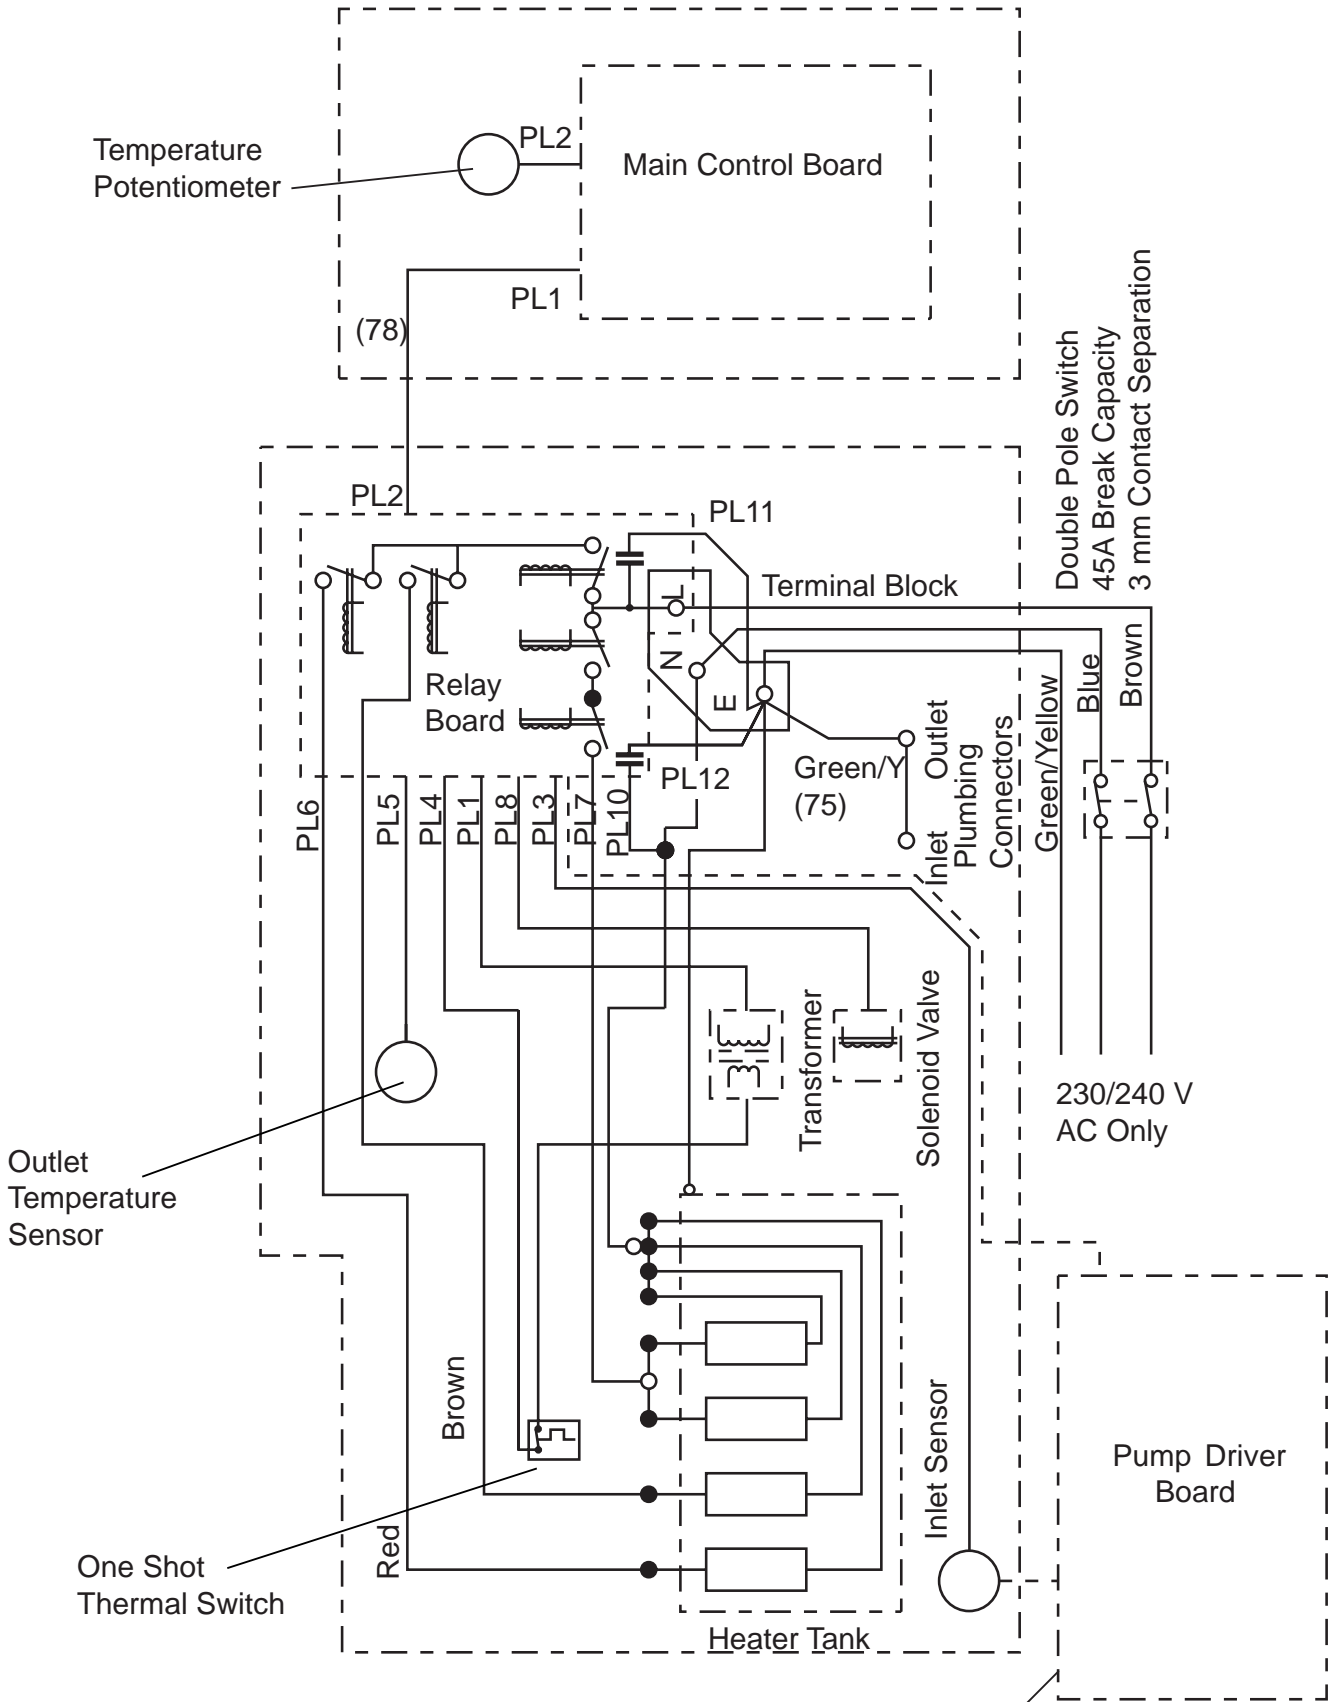 PL2
Temperature
Potentiometer
Main Control Board
PL1
(78)
Double Pole Switch
45A Break Capacity
3 mm Contact Separation
PL2
PL11
Terminal Block
L
N
E
Relay
Board
Green/Yellow
Blue
Brown
PL12
Green/Y
(75)
Outlet
Inlet
Plumbing
Connectors
PL6
PL5
PL4
PL1
PL8
PL3
PL7
PL10
Transformer
Solenoid Valve
230/240 V
AC Only
Outlet
Temperature
Sensor
Brown
Red
Inlet Sensor
Pump Driver
Board
One Shot
Thermal Switch
Heater Tank